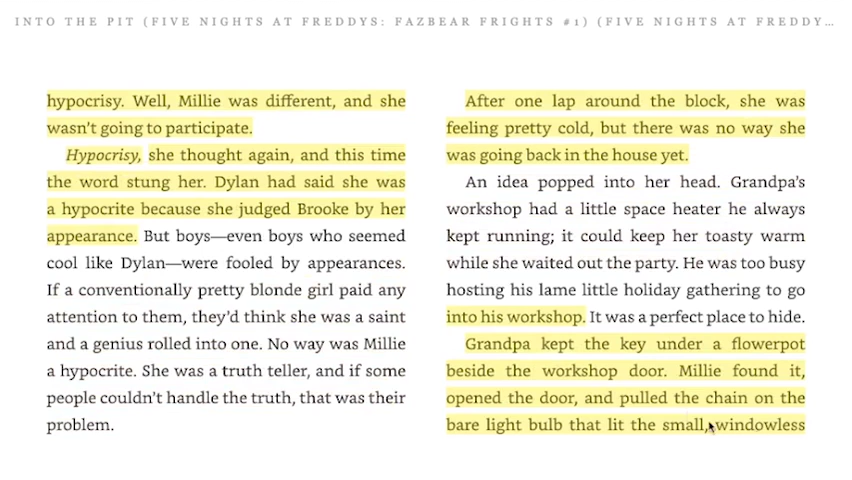 INTO THE PIT (FIVE NIGHTS AT FREDDYS: FAZBEAR FRIGHTS #1) (FIVE NIGHTS AT FREDDY…
hypocrisy. Well, Millie was different, and she
wasn't going to participate.
Hypocrisy, she thought again, and this time
the word stung her. Dylan had said she was
a hypocrite because she judged Brooke by her
appearance. But boys—even boys who seemed
cool like Dylan—were fooled by appearances.
If a conventionally pretty blonde girl paid any
attention to them, they'd think she was a saint
and a genius rolled into one. No way was Millie
a hypocrite. She was a truth teller, and if some
people couldn't handle the truth, that was their
problem.
After one lap around the block, she was
feeling pretty cold, but there was no way she
was going back in the house yet.
An idea popped into her head. Grandpa's
workshop had a little space heater he always
kept running; it could keep her toasty warm
while she waited out the party. He was too busy
hosting his lame little holiday gathering to go
into his workshop. It was a perfect place to hide.
Grandpa kept the key under a flowerpot
beside the workshop door. Millie found it,
opened the door, and pulled the chain on the
bare light bulb that lit the small, windowless